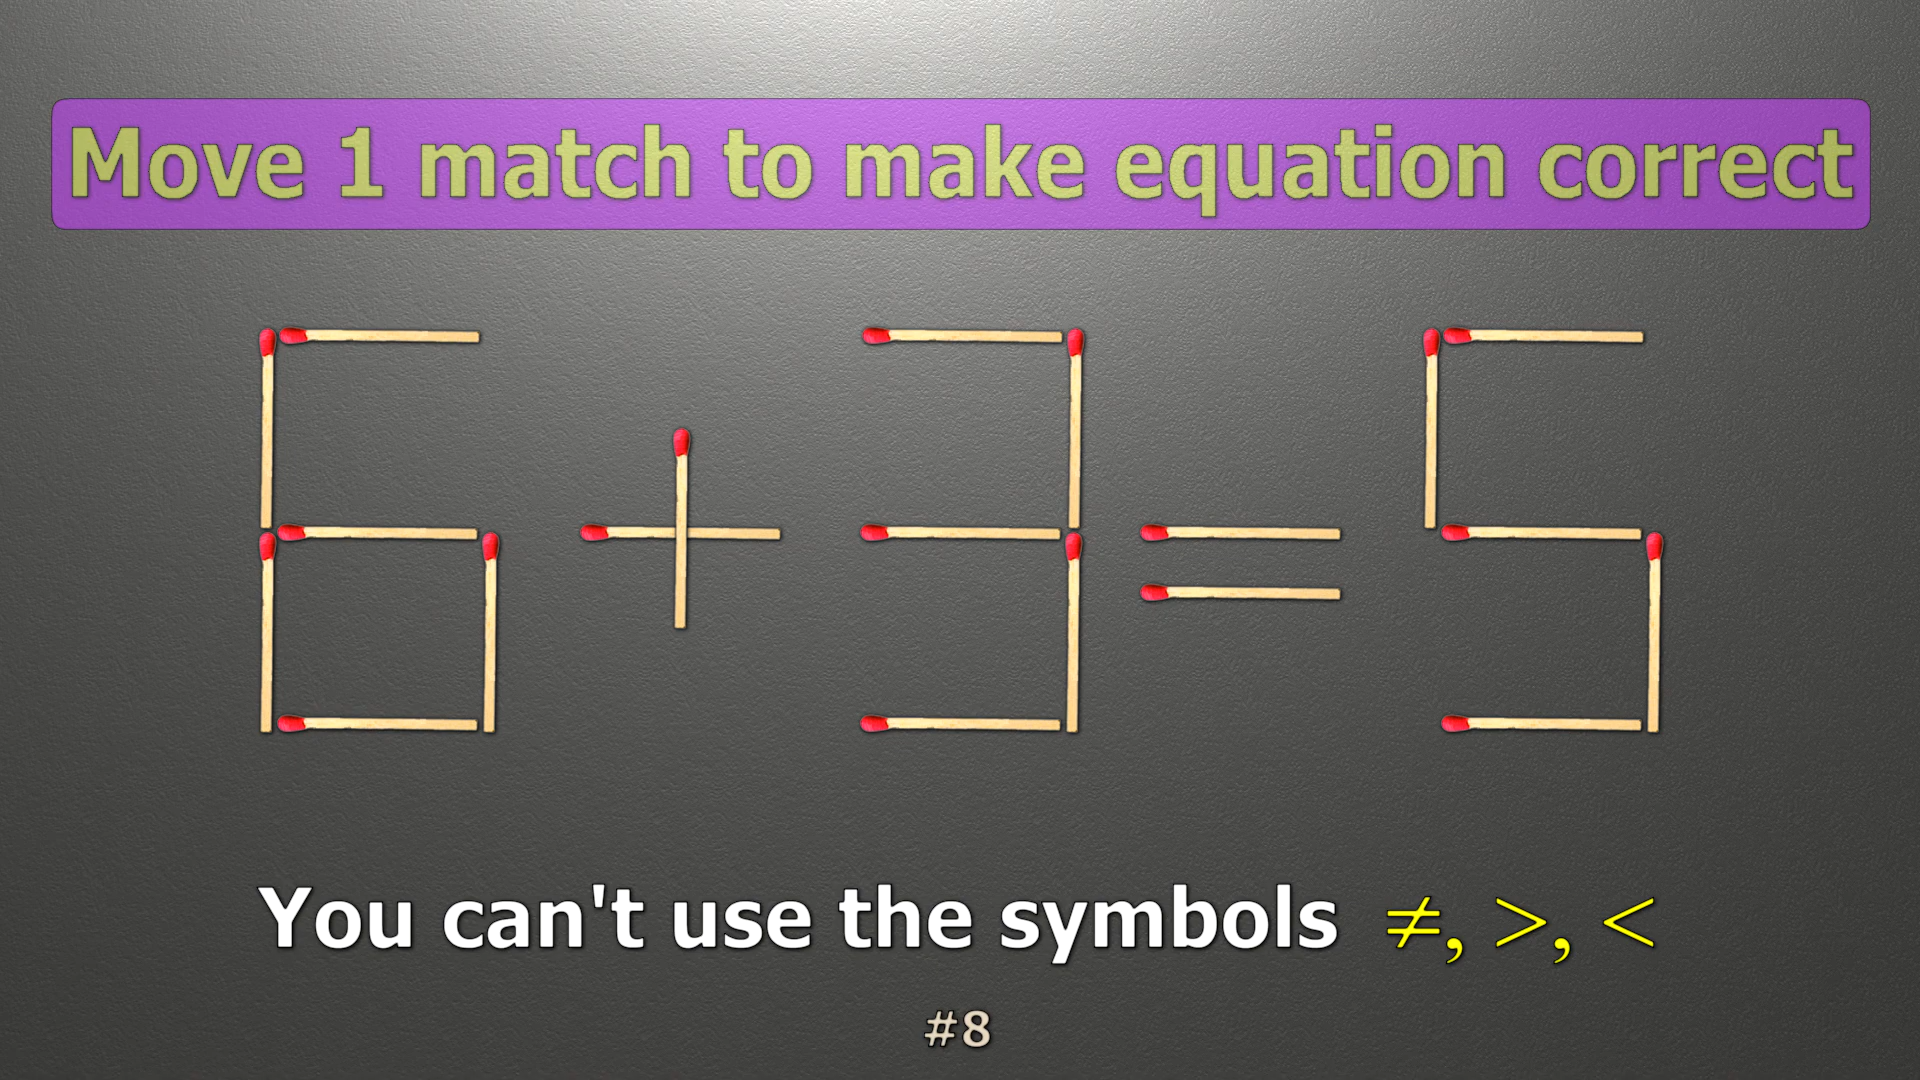 Move 1 match to make equation correct
6+3=5
You can't use the symbols ≠, >, <
#8